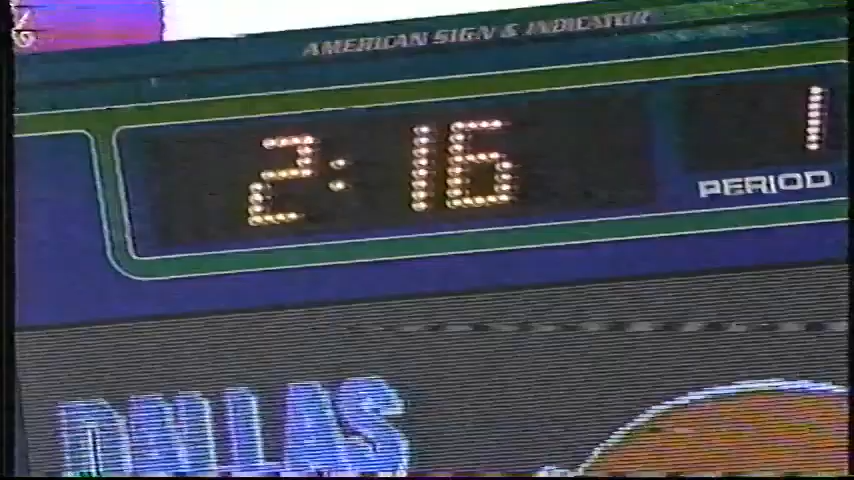 AMERICAN SIGN & INDICATOR
2:16
1
PERIOD
DALLAS